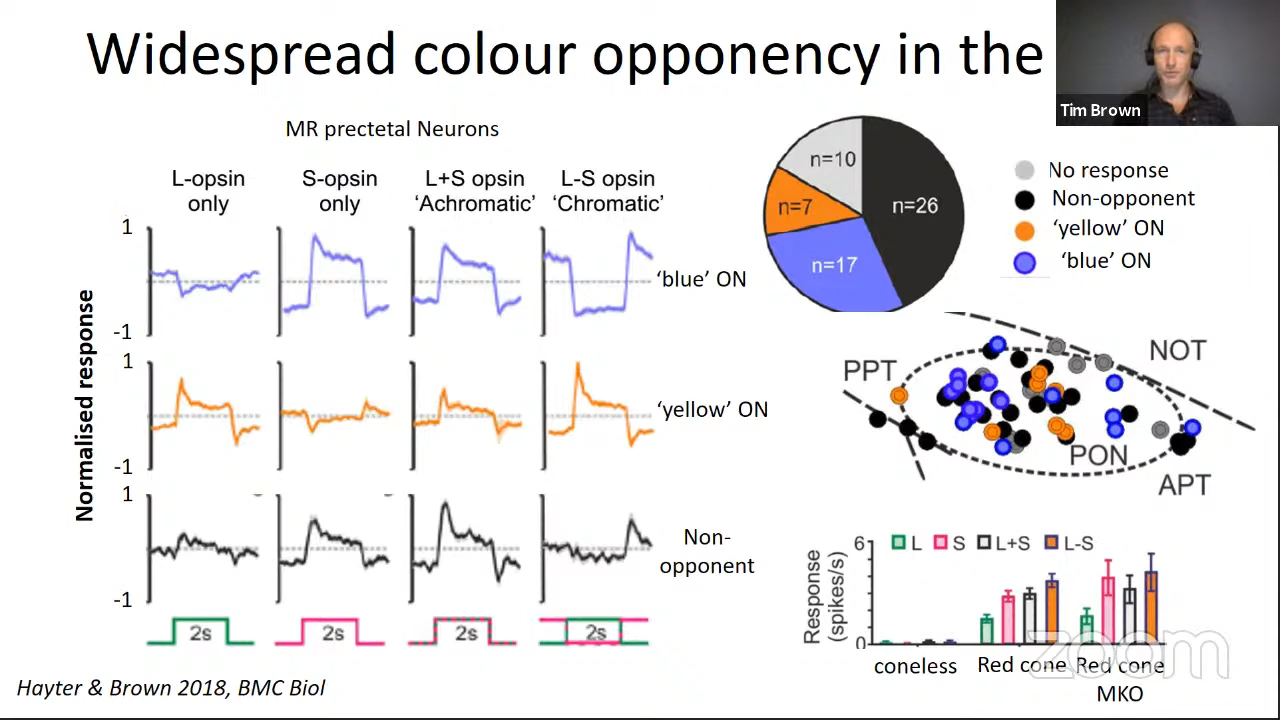 Widespread colour opponency in the
Tim Brown
MR prectetal Neurons
L-opsin
only
S-opsin
only
L+S opsin
‘Achromatic’
L-S opsin
‘Chromatic’
Normalised response
1
-1
‘blue’ ON
1
-1
‘yellow’ ON
1
-1
Non-
opponent
2s
2s
2s
2s
n=10
n=26
n=7
n=17
No response
Non-opponent
‘yellow’ ON
‘blue’ ON
PPT
NOT
PON
APT
Response
(spikes/s)
6
0
L
S
L+S
L-S
coneless
Red cone
Red cone
MKO
zoom
Hayter & Brown 2018, BMC Biol